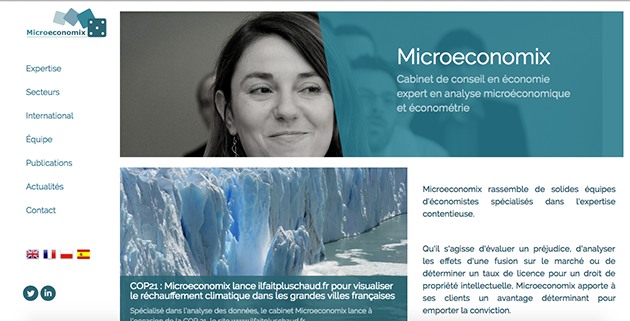 Microeconomix
Expertise
Secteurs
International
Équipe
Publications
Actualités
Contact
Microeconomix
Cabinet de conseil en économie
expert en analyse microéconomique
et économétrie
COP21 : Microeconomix lance ilfaitpluschaud.fr pour visualiser
le réchauffement climatique dans les grandes villes françaises
Spécialisé dans l'analyse des données, le cabinet Microeconomix lance à
l'occasion de la COP 21, le site www.ilfaitpluschaud.fr
Microeconomix rassemble de solides équipes
d'économistes spécialisés dans l'expertise
contentieuse.
Qu'il s'agisse d'évaluer un préjudice, d'analyser
les effets d'une fusion sur le marché ou de
déterminer un taux de licence pour un droit de
propriété intellectuelle, Microeconomix apporte à
ses clients un avantage déterminant pour
emporter la conviction.